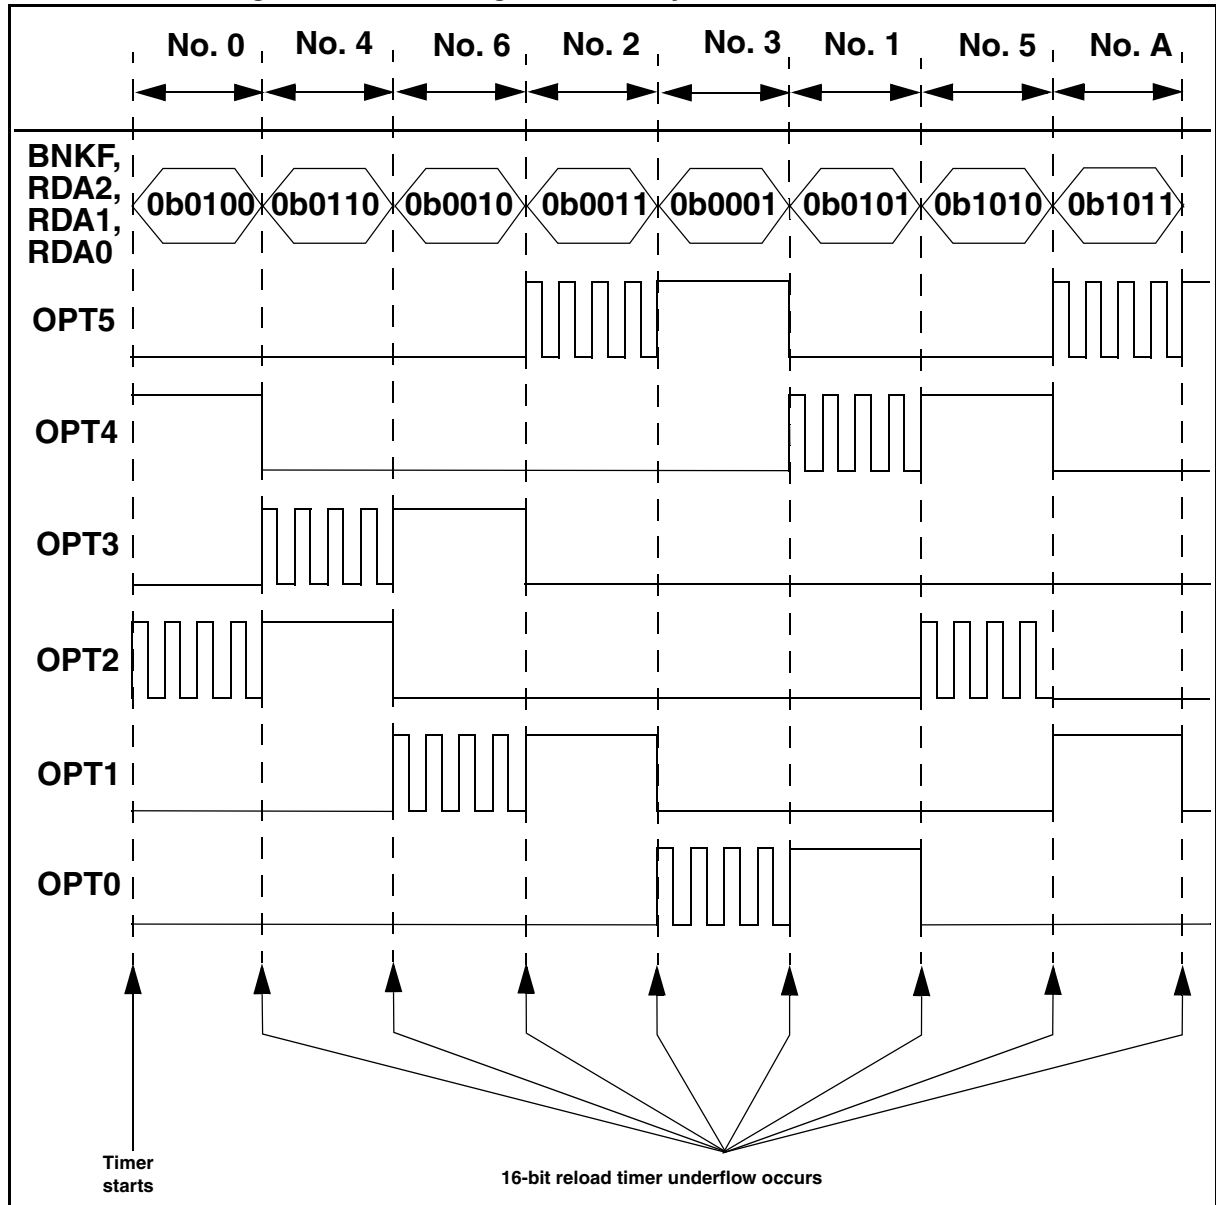 No. 0 No. 4 No. 6 No. 2 No. 3 No. 1 No. 5 No. A
BNKF,
RDA2,
RDA1,
RDA0
0b0100 0b0110 0b0010 0b0011 0b0001 0b0101 0b1010 0b1011
OPT5
OPT4
OPT3
OPT2
OPT1
OPT0
Timer
starts
16-bit reload timer underflow occurs